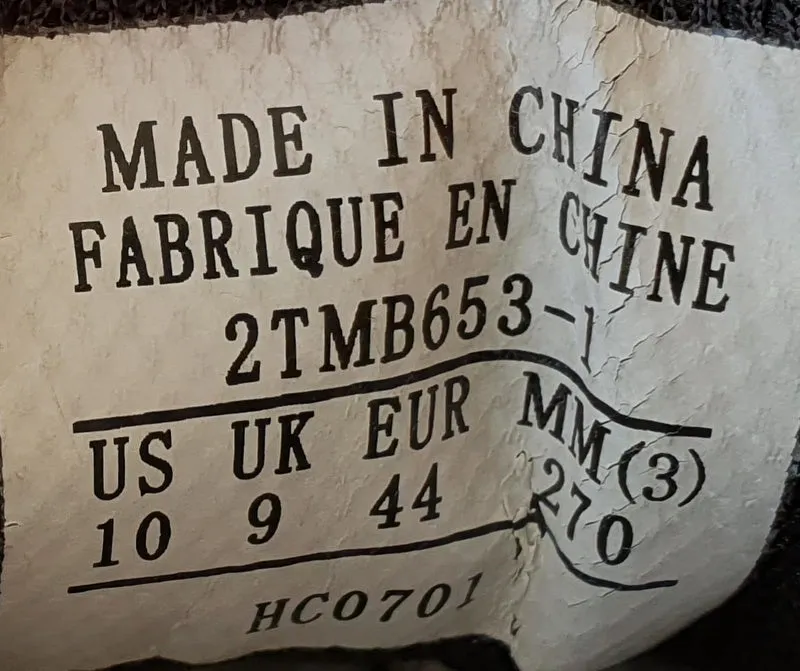 MADE IN CHINA
FABRIQUE EN CHINE
2TMB653-1
US UK EUR MM(3)
10 9 44 270
HC0701